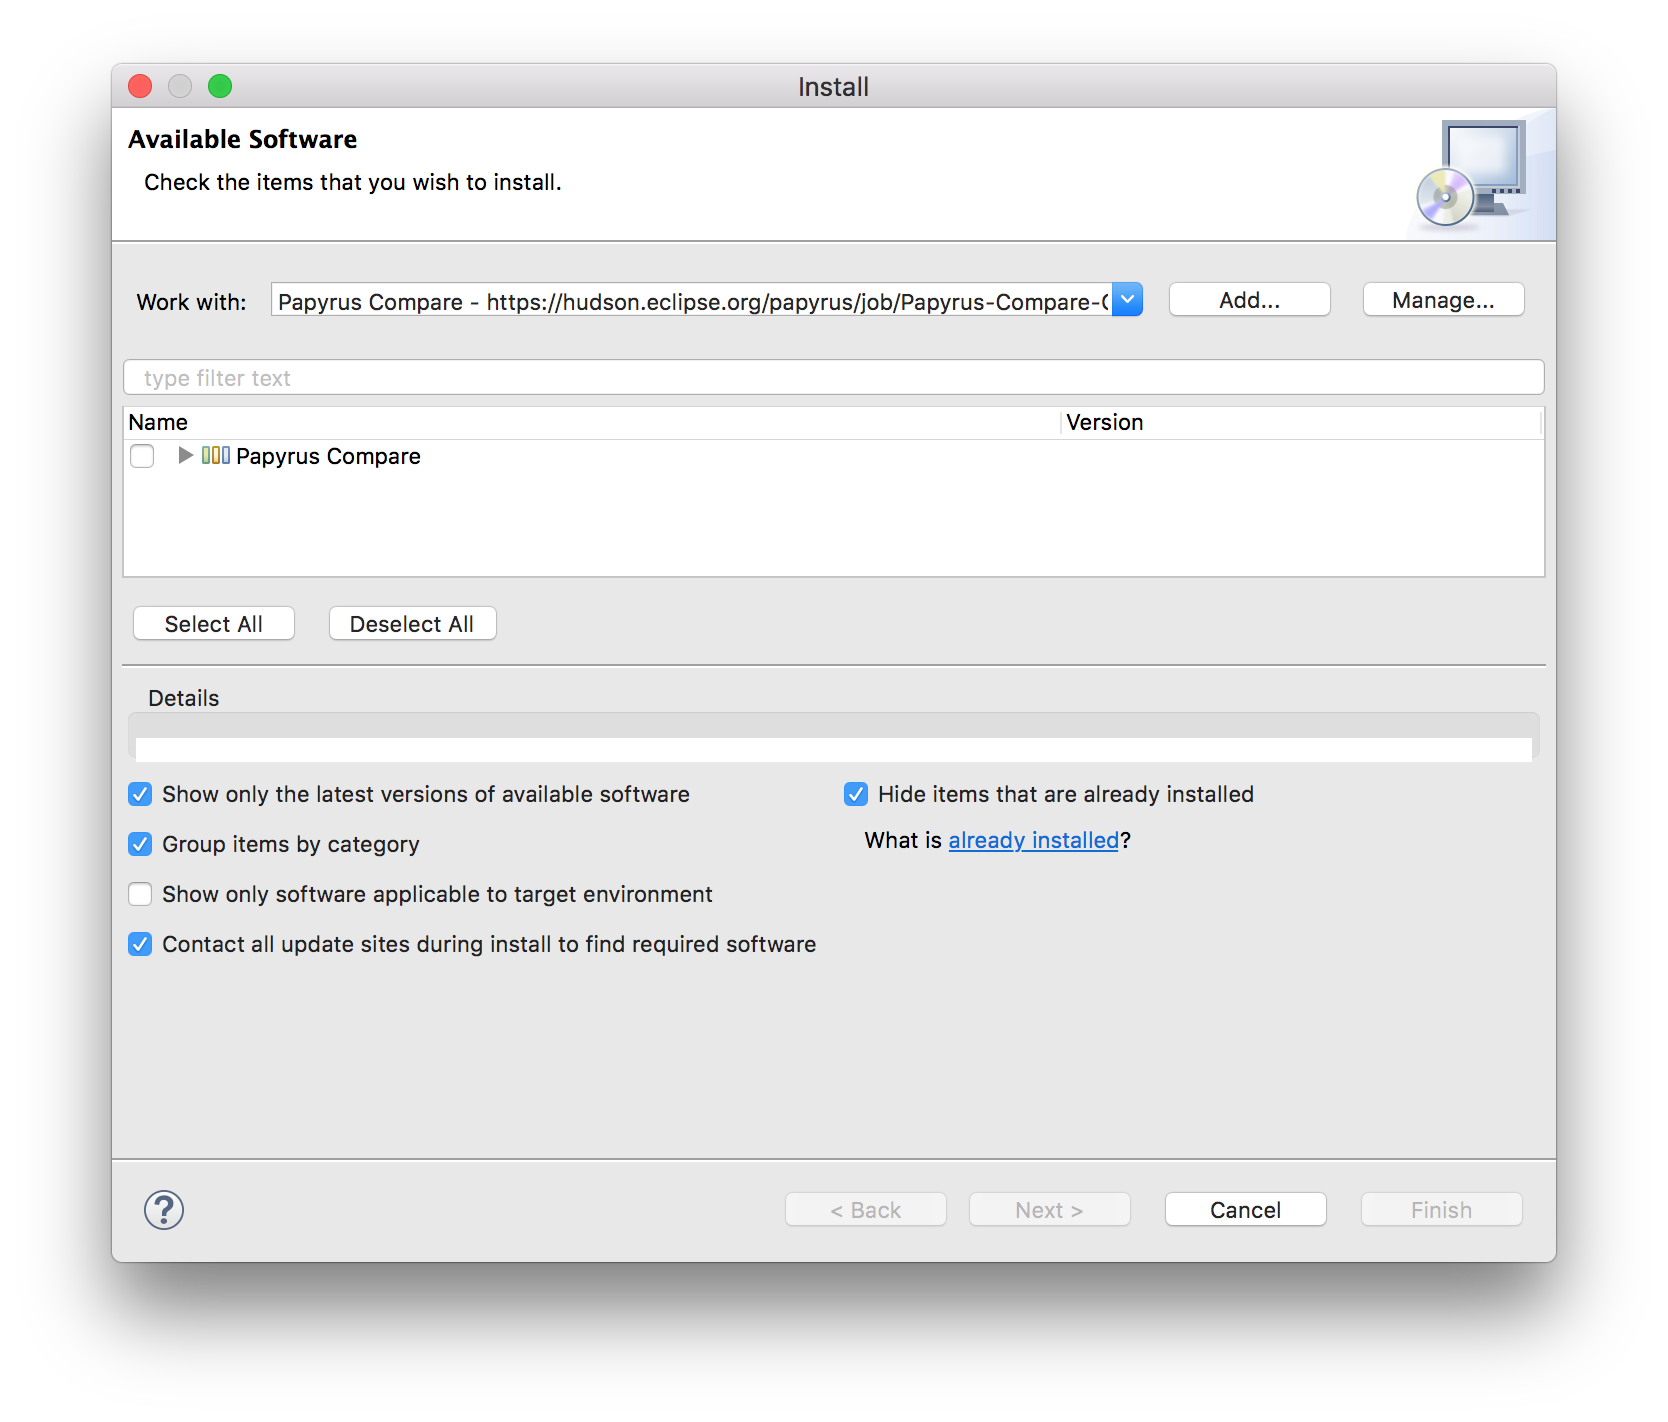 Install
Available Software
Check the items that you wish to install.
Work with: Papyrus Compare - https://hudson.eclipse.org/papyrus/job/Papyrus-Compare- Add... Manage...
type filter text
Name Version
Papyrus Compare
Select All Deselect All
Details
Show only the latest versions of available software Hide items that are already installed
Group items by category What is already installed?
Show only software applicable to target environment
Contact all update sites during install to find required software
? < Back Next > Cancel Finish